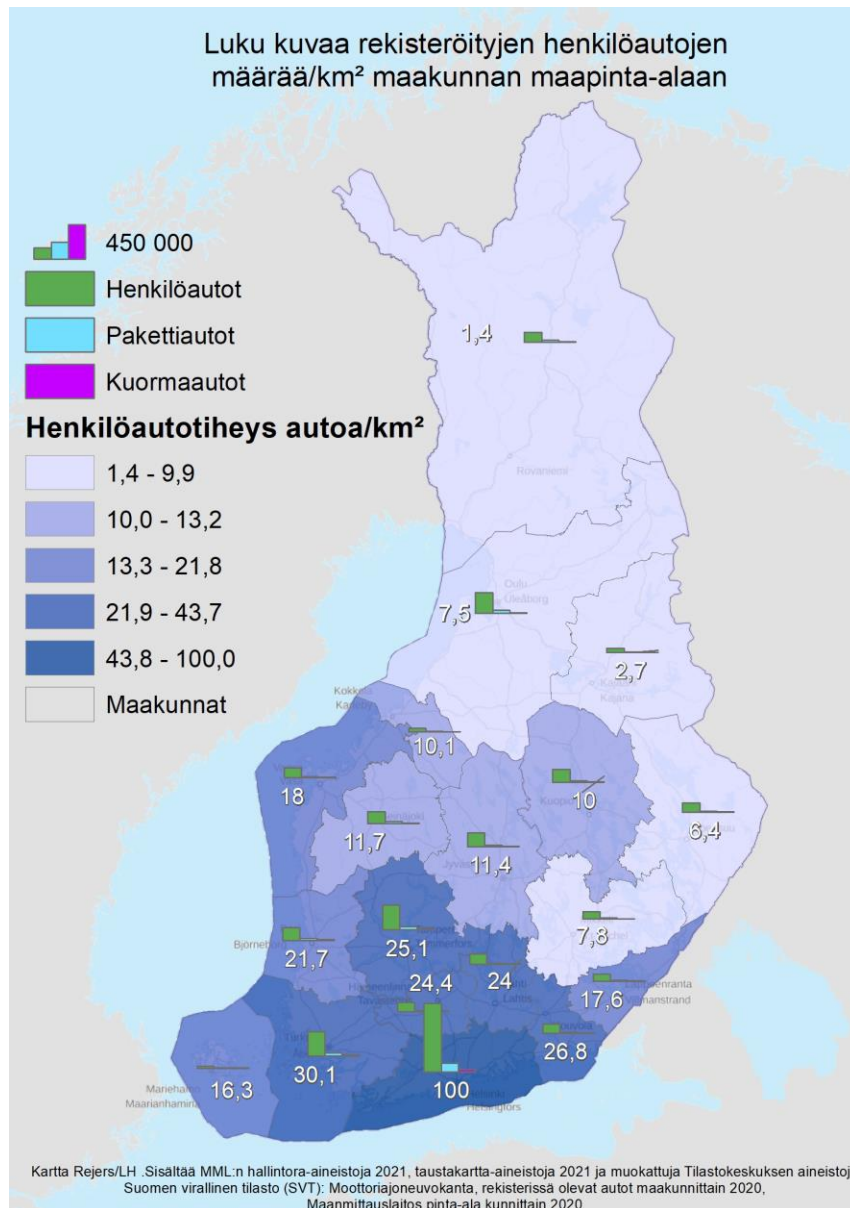 Luku kuvaa rekisteröityjen henkilöautojen
määrää/km² maakunnan maapinta-alaan
450 000
Henkilöautot
Pakettiautot
Kuormaautot
Henkilöautotiheys autoa/km²
1,4 - 9,9
10,0 - 13,2
13,3 - 21,8
21,9 - 43,7
43,8 - 100,0
Maakunnat
1,4
Rovaniemi
Oulu
Uleåborg
7,5
2,7
Kajana
Kokkola
10,1
18
11,7
11,4
10
Kuopio
6,4
7,8
Björneborg
21,7
25,1
24,4
24
Lahti
Lahtis
17,6
Lappeenranta
Villmanstrand
26,8
30,1
100
Helsingfors
16,3
Mariehamn
Maarianhamina
Kartta Rejers/LH .Sisältää MML:n hallintora-aineistoja 2021, taustakartta-aineistoja 2021 ja muokattuja Tilastokeskuksen aineistoj
Suomen virallinen tilasto (SVT): Moottoriajoneuvokanta, rekisterissä olevat autot maakunnittain 2020,
Maanmittauslaitos pinta-ala kunnittain 2020